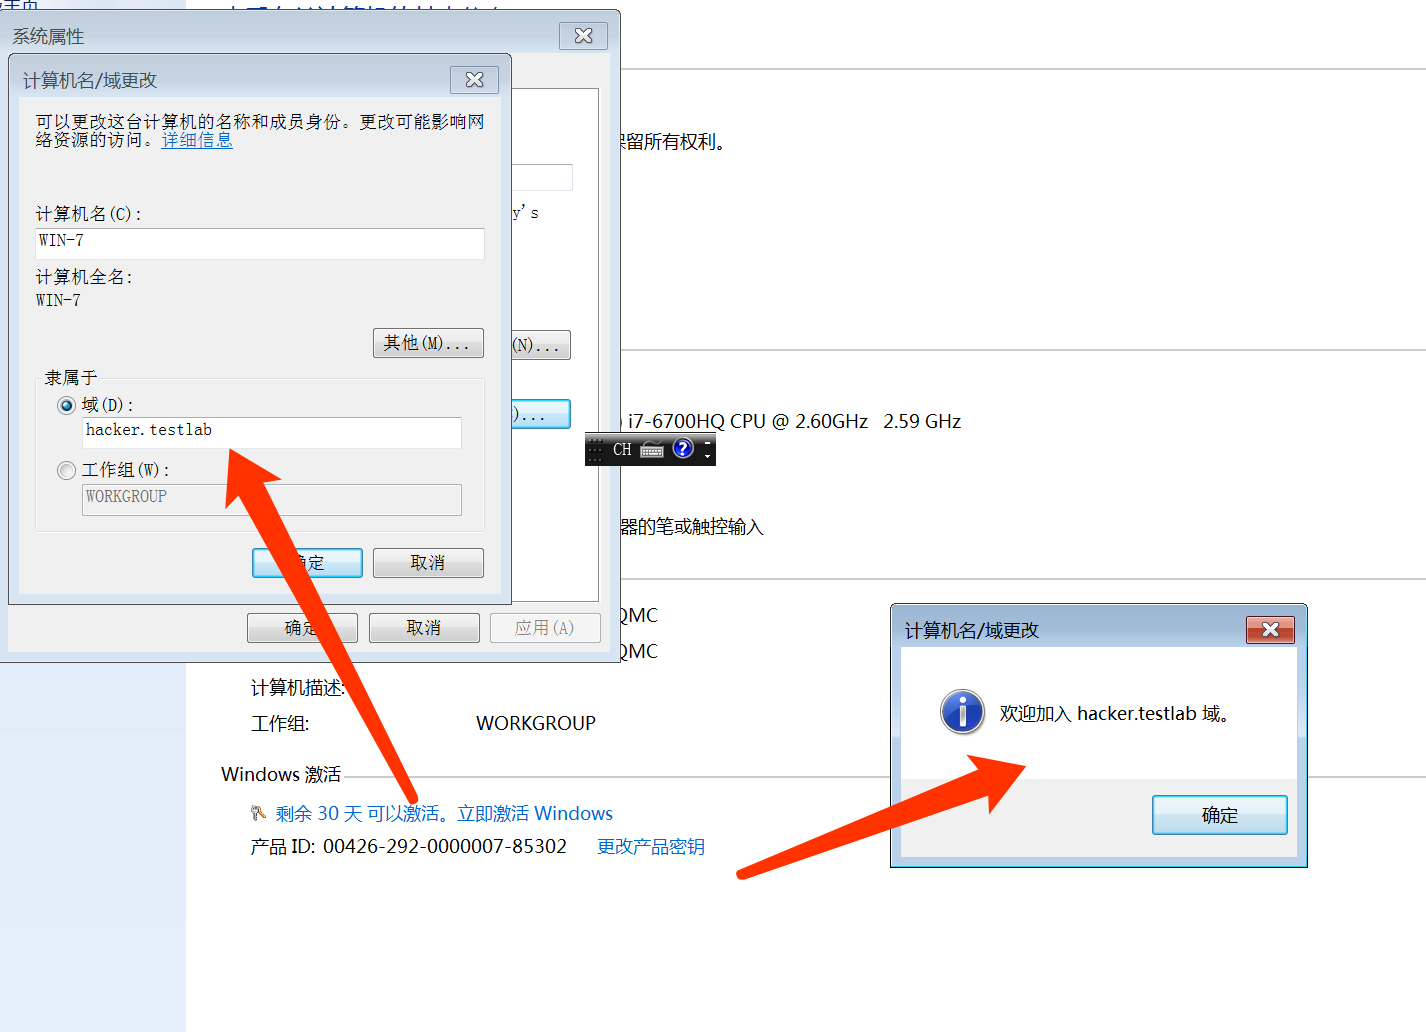 系统属性
计算机名/域更改
可以更改这台计算机的名称和成员身份。更改可能影响网
络资源的访问。详细信息
计算机名(C):
WIN-7
计算机全名:
WIN-7
其他(M)...
隶属于
域(D):
hacker.testlab
工作组(W):
WORKGROUP
定
取消
确定
取消
应用(A)
y's
(N)...
)...
留所有权利。
i7-6700HQ CPU @ 2.60GHz 2.59 GHz
CH
器的笔或触控输入
QMC
QMC
计算机描述:
工作组: WORKGROUP
Windows 激活
剩余 30 天 可以激活。立即激活 Windows
产品 ID: 00426-292-0000007-85302 更改产品密钥
计算机名/域更改
欢迎加入 hacker.testlab 域。
确定